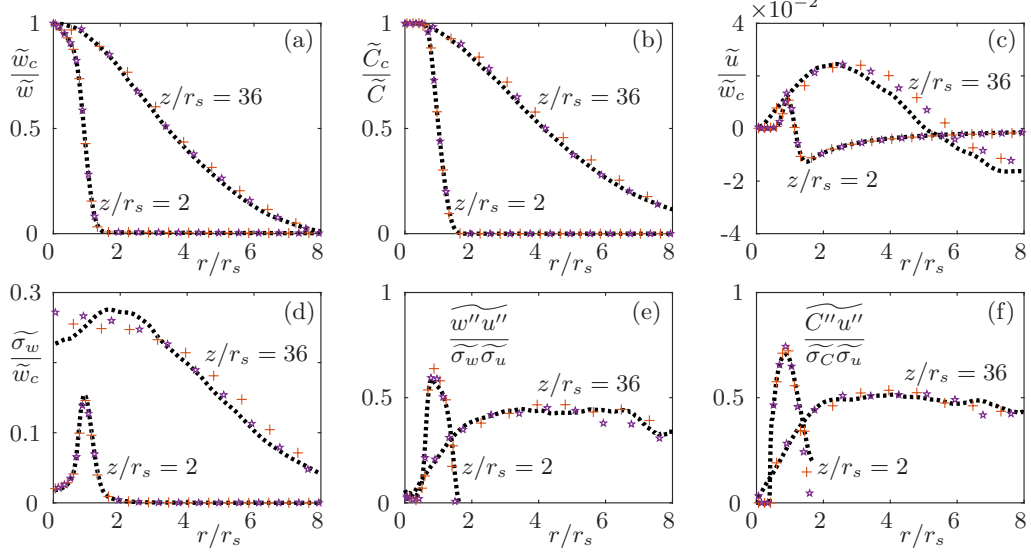 1
0.5
0
w̃_c
w̃
(a)
z/r_s = 36
z/r_s = 2
0 2 4 6 8
r/r_s
1
0.5
0
C̃_c
C̃
(b)
z/r_s = 36
z/r_s = 2
0 2 4 6 8
r/r_s
×10⁻²
4
0
-4
ũ
w̃_c
(c)
z/r_s = 36
z/r_s = 2
0 2 4 6 8
r/r_s
0.3
0.1
0
σ̃_w
w̃_c
(d)
z/r_s = 36
z/r_s = 2
0 2 4 6 8
r/r_s
1
0.5
0
w̃″u″
σ̃_w σ̃_u
(e)
z/r_s = 36
z/r_s = 2
0 2 4 6 8
r/r_s
1
0.5
0
C̃″u″
σ̃_C σ̃_u
(f)
z/r_s = 36
z/r_s = 2
0 2 4 6 8
r/r_s